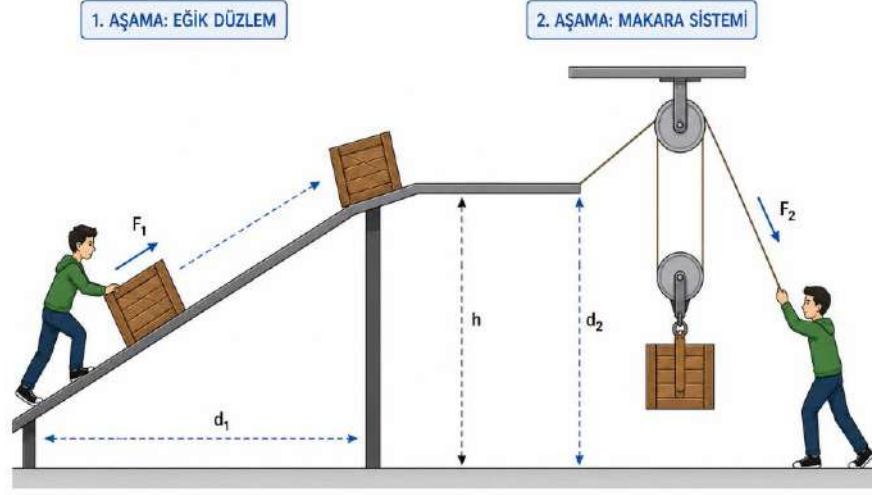 1. AŞAMA: EĞİK DÜZLEM
2. AŞAMA: MAKARA SİSTEMİ
F₁
F₂
h
d₂
d₁